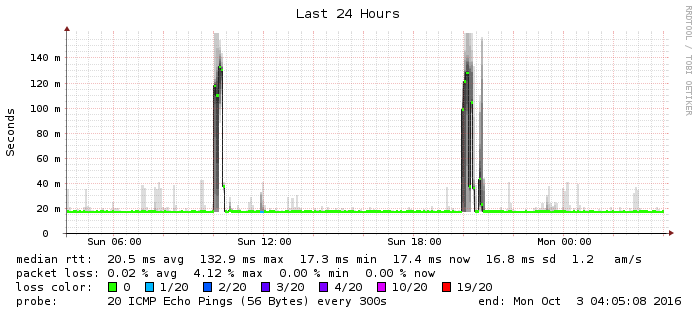 Last 24 Hours
RRDTOOL / TOBI OETIKER
Seconds
140 m
120 m
100 m
80 m
60 m
40 m
20 m
0
Sun 06:00 Sun 12:00 Sun 18:00 Mon 00:00
median rtt: 20.5 ms avg 132.9 ms max 17.3 ms min 17.4 ms now 16.8 ms sd 1.2 am/s
packet loss: 0.02 % avg 4.12 % max 0.00 % min 0.00 % now
loss color: 0 1/20 2/20 3/20 4/20 10/20 19/20
probe: 20 ICMP Echo Pings (56 Bytes) every 300s end: Mon Oct 3 04:05:08 2016